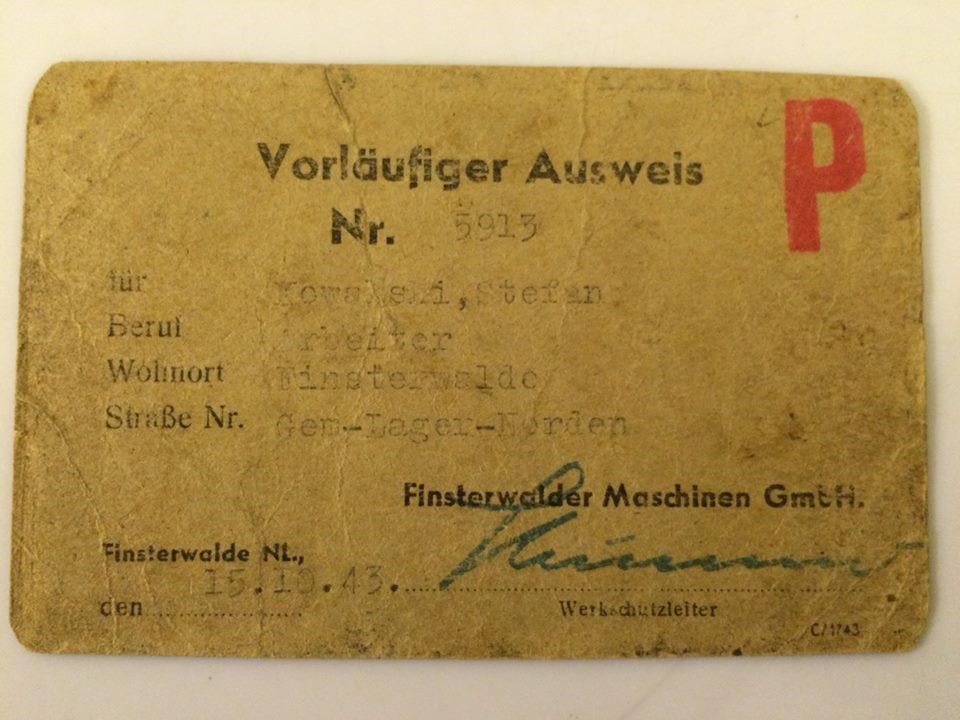 P
Vorläufiger Ausweis
Nr. 5913
für Kowalski, Stefan
Beruf Arbeiter
Wohnort Finsterwalde
Straße Nr. Gem-Lager-Norden
Finsterwalder Maschinen GmbH.
Finsterwalde NL.,
den 15.10.43.
Werkschutzleiter
C/1743